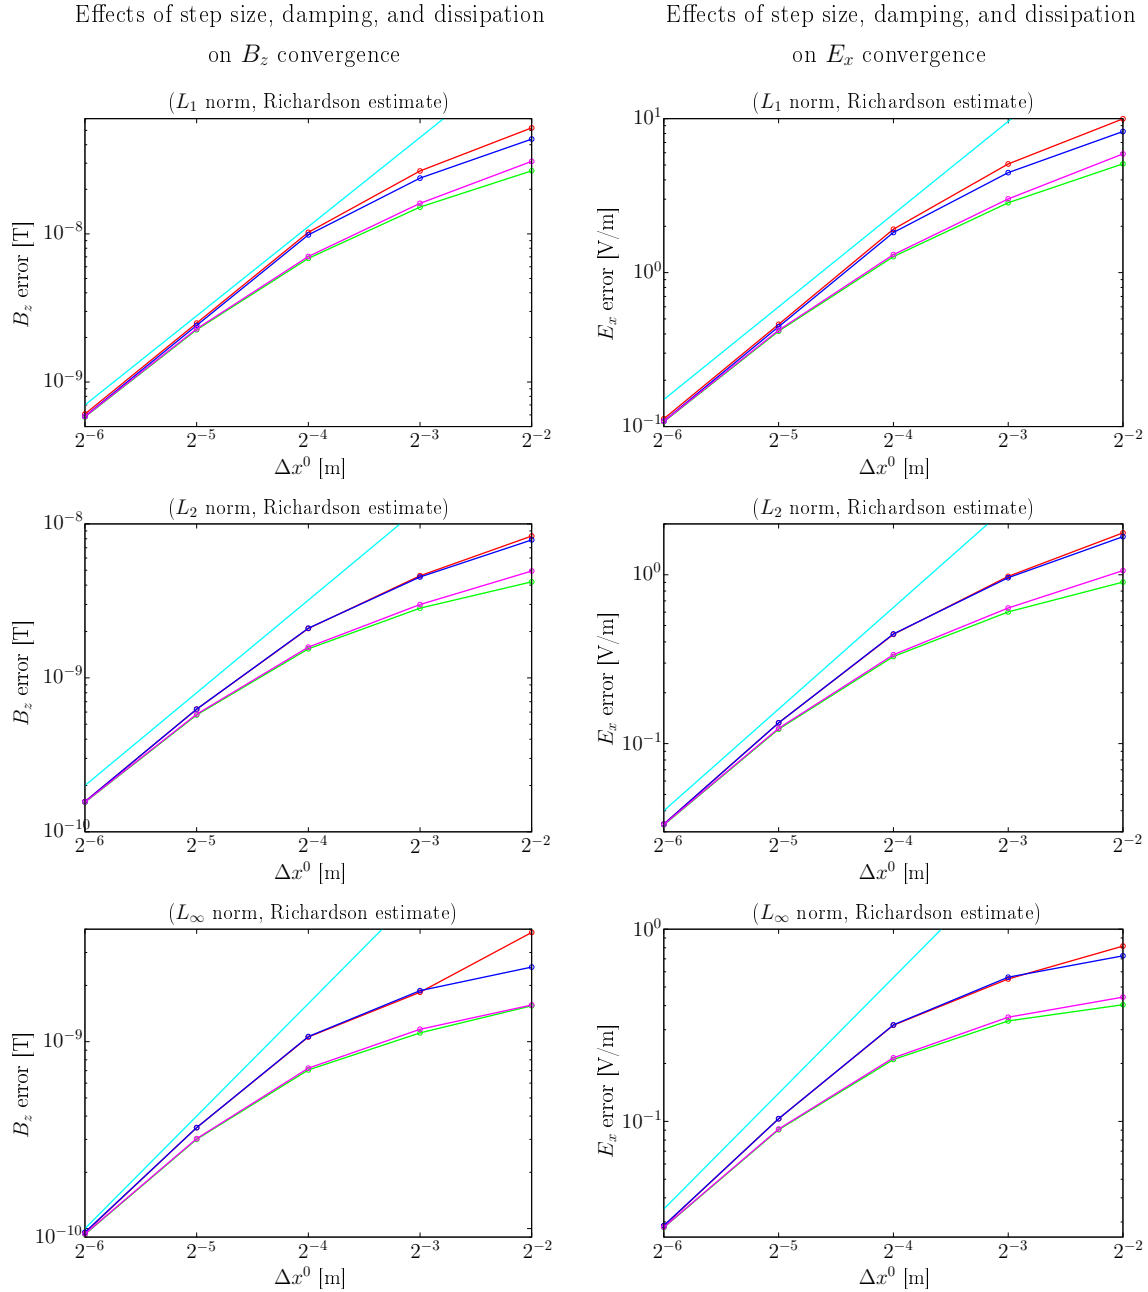 Effects of step size, damping, and dissipation
on B_z convergence
(L_1 norm, Richardson estimate)
B_z error [T]
10^−8
10^−9
2^−6 2^−5 2^−4 2^−3 2^−2
Δx^0 [m]
(L_2 norm, Richardson estimate)
B_z error [T]
10^−8
10^−9
10^−10
2^−6 2^−5 2^−4 2^−3 2^−2
Δx^0 [m]
(L_∞ norm, Richardson estimate)
B_z error [T]
10^−9
10^−10
2^−6 2^−5 2^−4 2^−3 2^−2
Δx^0 [m]
Effects of step size, damping, and dissipation
on E_x convergence
(L_1 norm, Richardson estimate)
E_x error [V/m]
10^1
10^0
10^−1
2^−6 2^−5 2^−4 2^−3 2^−2
Δx^0 [m]
(L_2 norm, Richardson estimate)
E_x error [V/m]
10^0
10^−1
2^−6 2^−5 2^−4 2^−3 2^−2
Δx^0 [m]
(L_∞ norm, Richardson estimate)
E_x error [V/m]
10^0
10^−1
2^−6 2^−5 2^−4 2^−3 2^−2
Δx^0 [m]